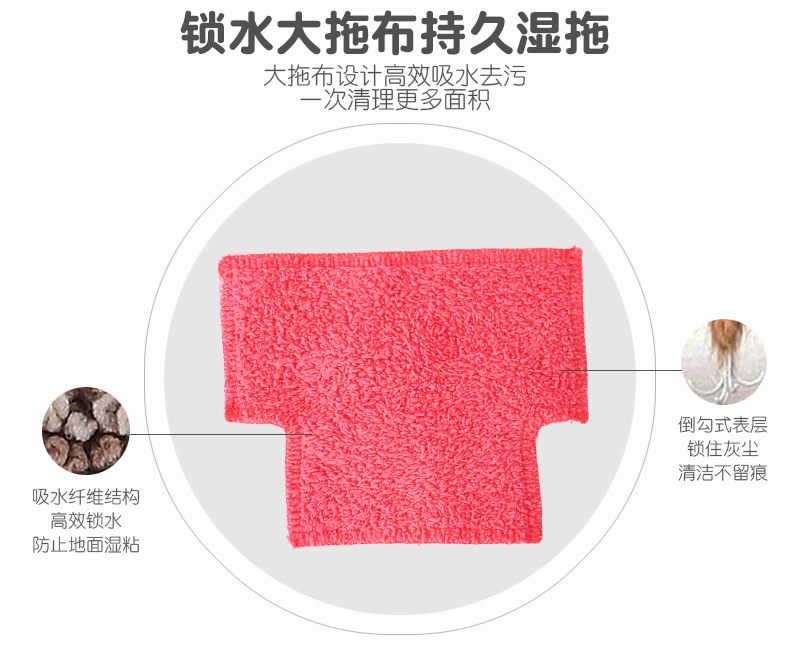 锁水大拖布持久湿拖
大拖布设计高效吸水去污
一次清理更多面积
倒勾式表层
锁住灰尘
清洁不留痕
吸水纤维结构
高效锁水
防止地面湿粘